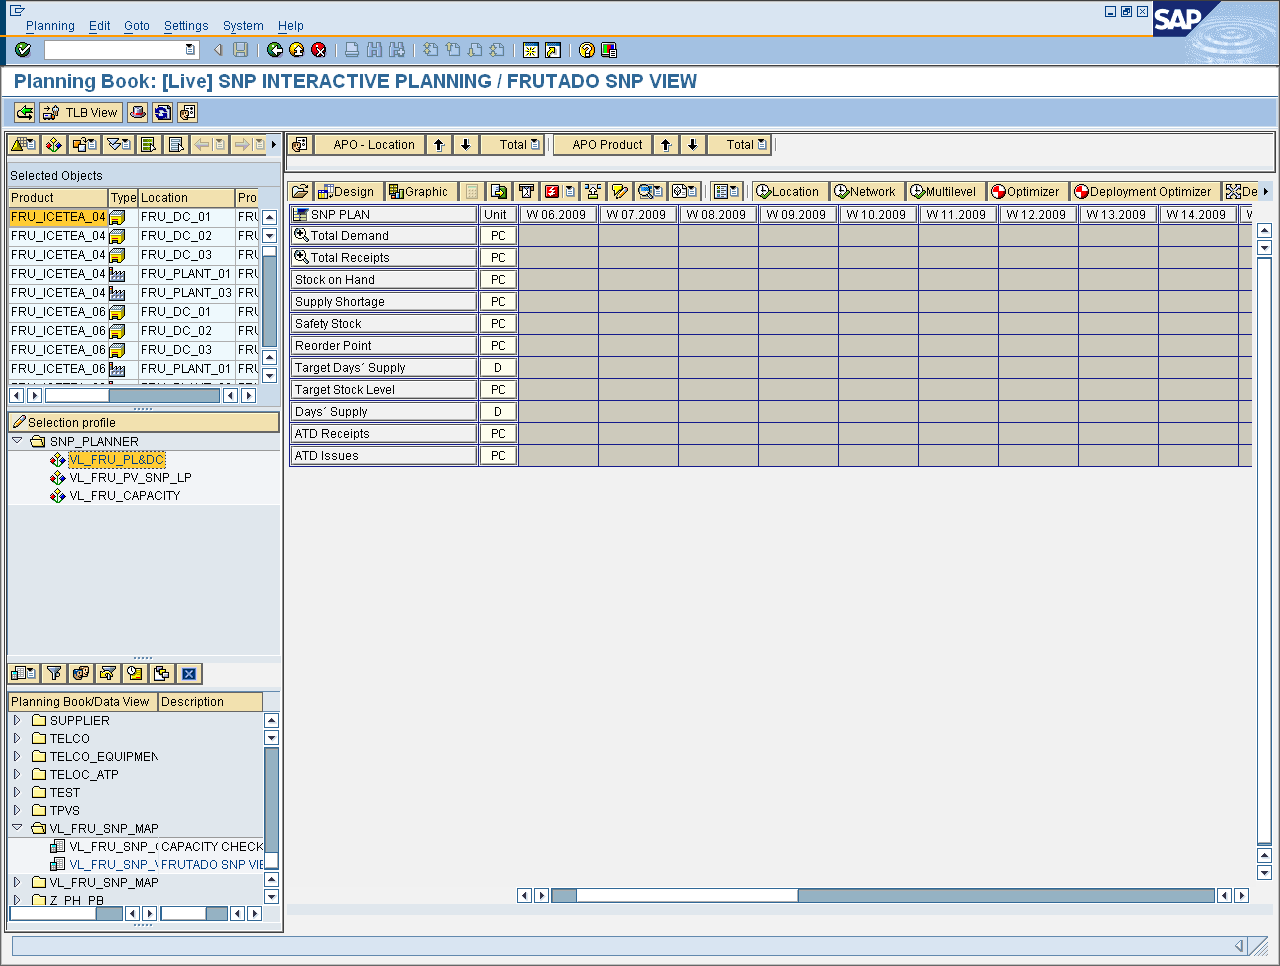 Planning Edit Goto Settings System Help
SAP
Planning Book: [Live] SNP INTERACTIVE PLANNING / FRUTADO SNP VIEW
TLB View
APO - Location Total APO Product Total
Selected Objects
Product Type Location Pro
FRU_ICETEA_04 FRU_DC_01 FRU
FRU_ICETEA_04 FRU_DC_02 FRU
FRU_ICETEA_04 FRU_DC_03 FRU
FRU_ICETEA_04 FRU_PLANT_01 FRU
FRU_ICETEA_04 FRU_PLANT_03 FRU
FRU_ICETEA_06 FRU_DC_01 FRU
FRU_ICETEA_06 FRU_DC_02 FRU
FRU_ICETEA_06 FRU_DC_03 FRU
FRU_ICETEA_06 FRU_PLANT_01 FRU
Selection profile
SNP_PLANNER
VL_FRU_PL&DC
VL_FRU_PV_SNP_LP
VL_FRU_CAPACITY
Planning Book/Data View Description
SUPPLIER
TELCO
TELCO_EQUIPMEN
TELOC_ATP
TEST
TPVS
VL_FRU_SNP_MAP
VL_FRU_SNP_( CAPACITY CHECK
VL_FRU_SNP_\ FRUTADO SNP VIE
VL_FRU_SNP_MAP
Z_PH_PB
Design Graphic Location Network Multilevel Optimizer Deployment Optimizer De
SNP PLAN Unit W 06.2009 W 07.2009 W 08.2009 W 09.2009 W 10.2009 W 11.2009 W 12.2009 W 13.2009 W 14.2009 W
Total Demand PC
Total Receipts PC
Stock on Hand PC
Supply Shortage PC
Safety Stock PC
Reorder Point PC
Target Days´ Supply D
Target Stock Level PC
Days´ Supply D
ATD Receipts PC
ATD Issues PC